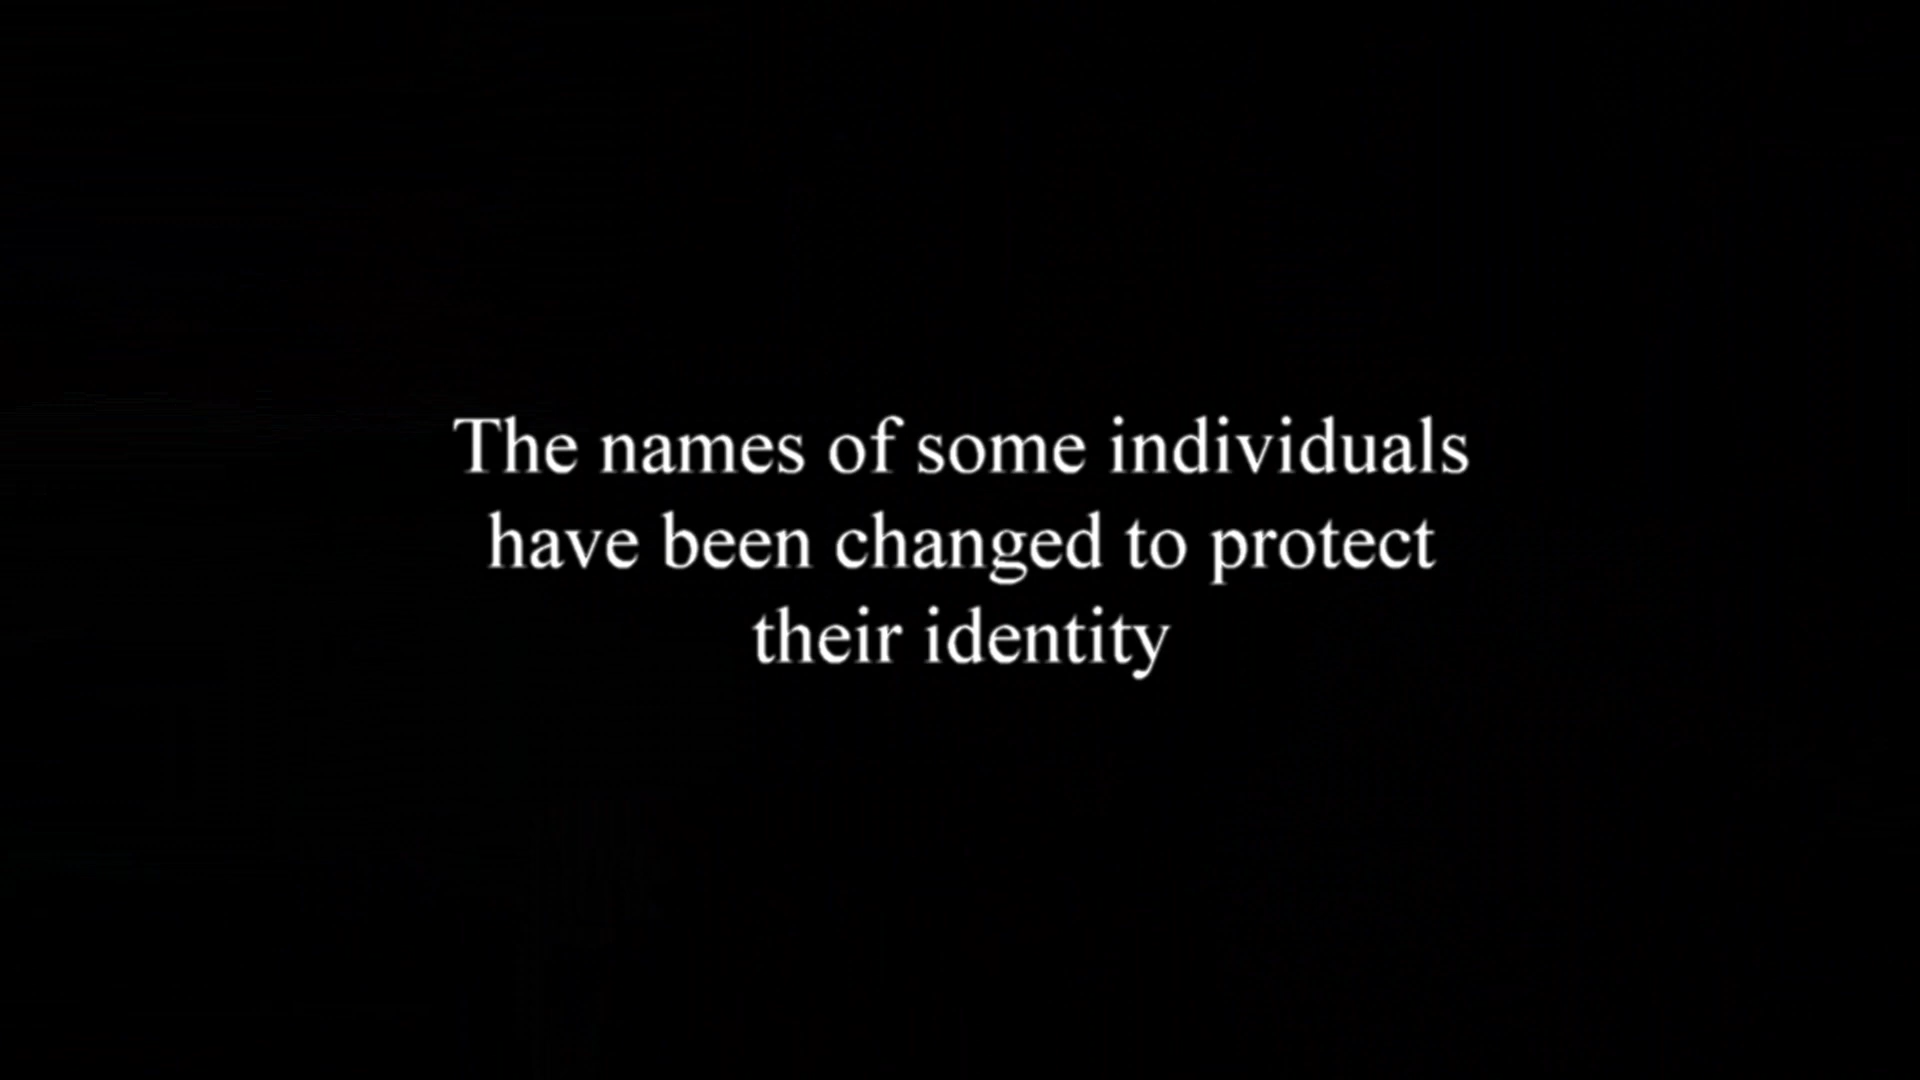 The names of some individuals
have been changed to protect
their identity